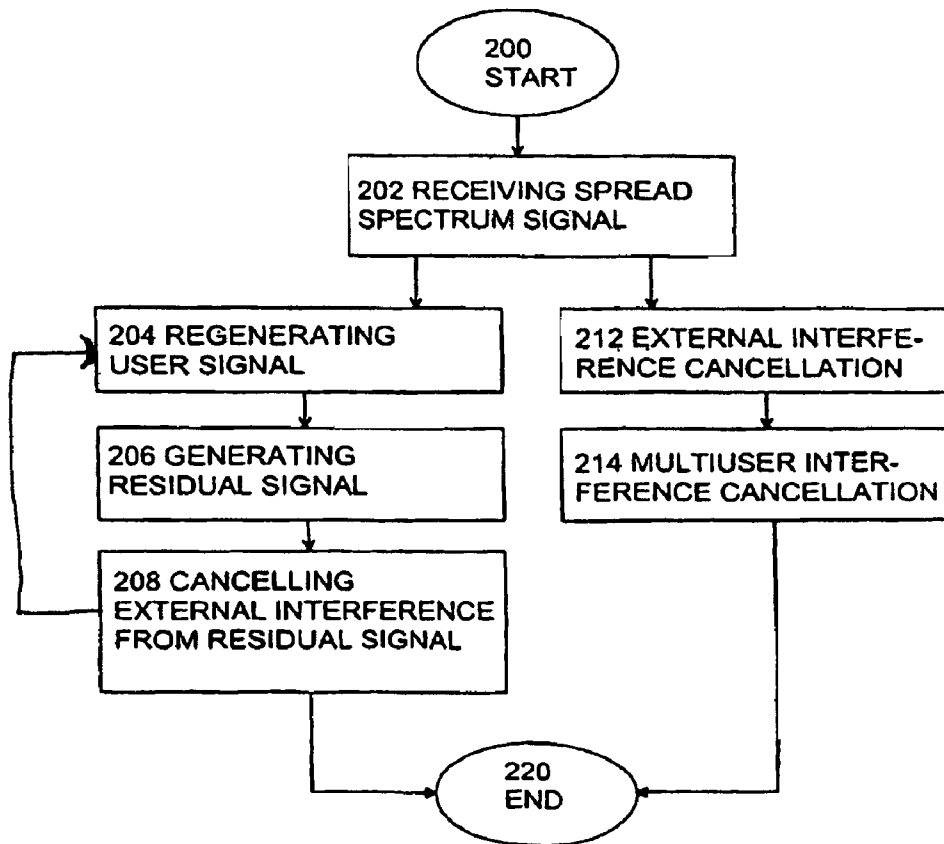 200
START
202 RECEIVING SPREAD
SPECTRUM SIGNAL
204 REGENERATING
USER SIGNAL
212 EXTERNAL INTERFE-
RENCE CANCELLATION
206 GENERATING
RESIDUAL SIGNAL
214 MULTIUSER INTER-
FERENCE CANCELLATION
208 CANCELLING
EXTERNAL INTERFERENCE
FROM RESIDUAL SIGNAL
220
END